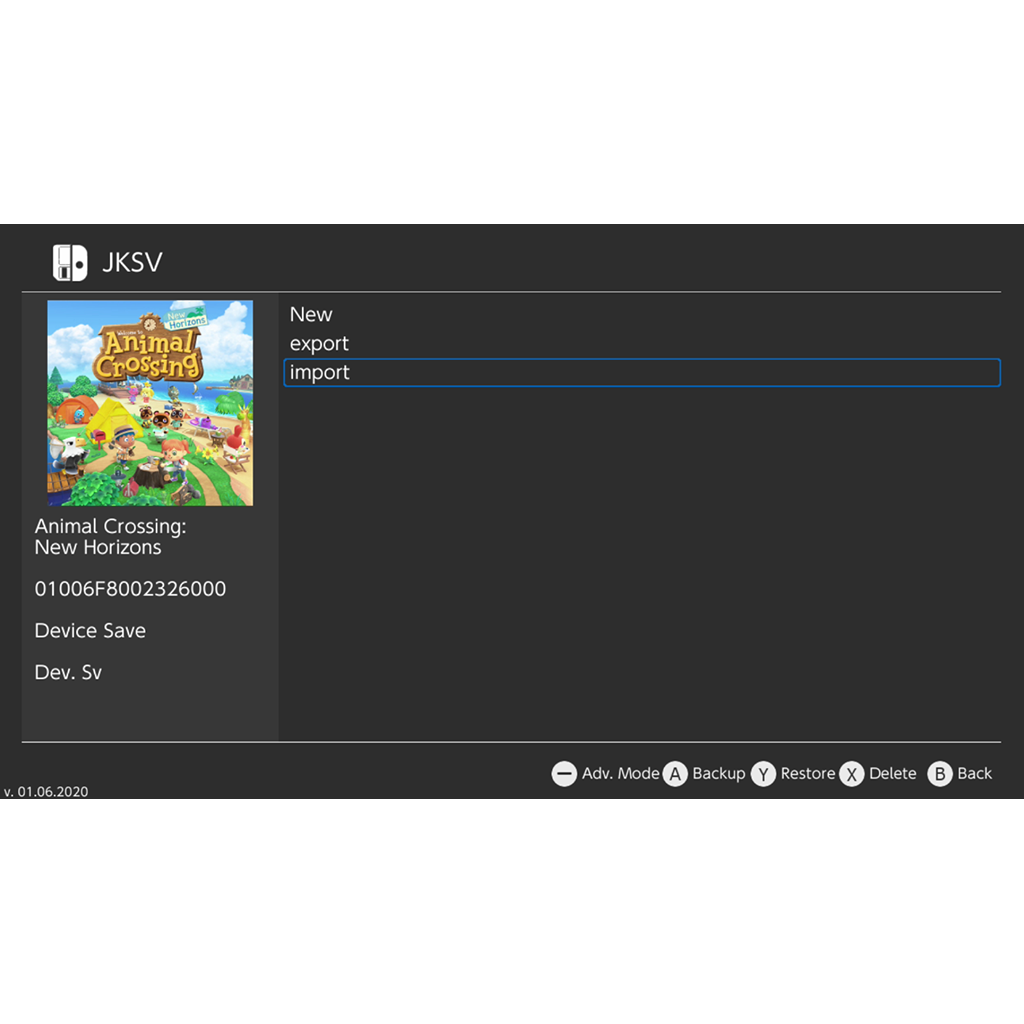 JKSV
New Horizons
Welcome to
Animal
Crossing
Animal Crossing:
New Horizons
01006F8002326000
Device Save
Dev. Sv
New
export
import
Adv. Mode A Backup Y Restore X Delete B Back
v. 01.06.2020